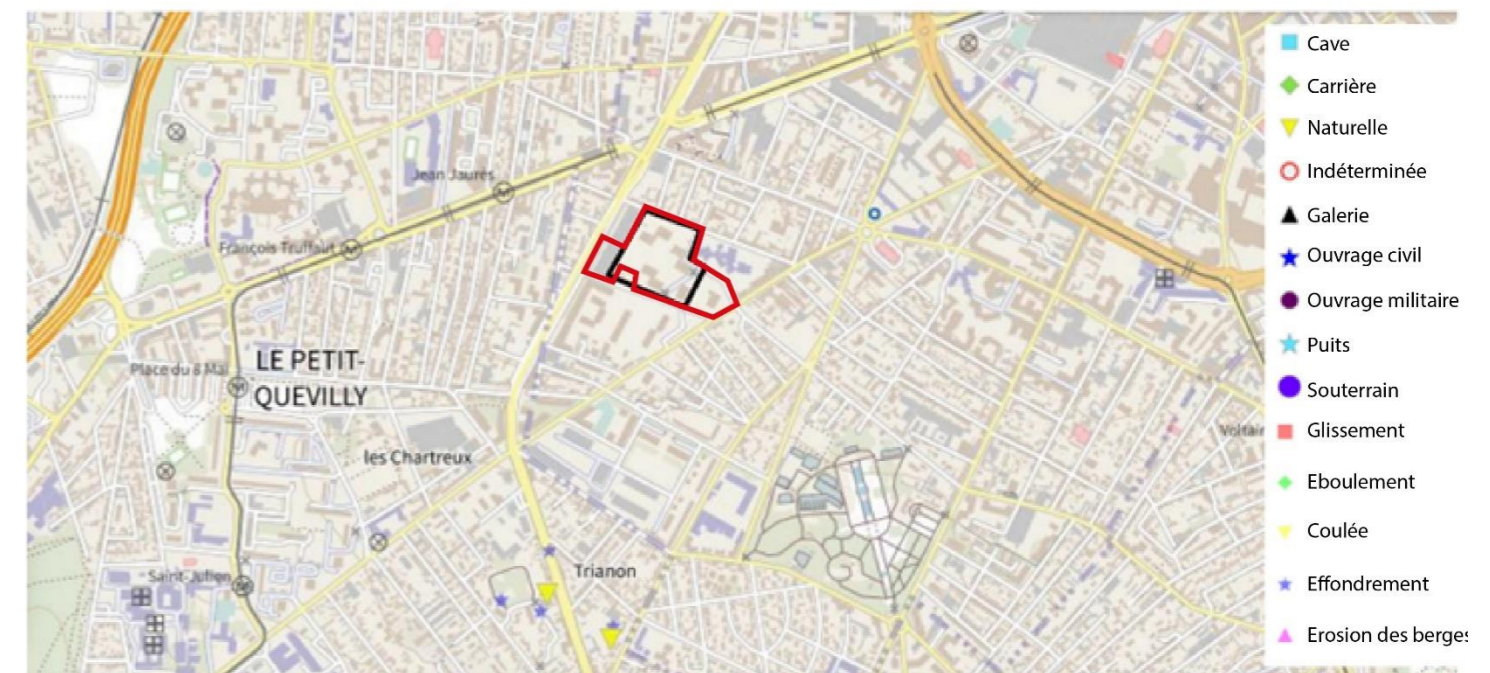 Jean Jaurès
François Truffaut
Place du 8 Mai
LE PETIT-
QUEVILLY
les Chartreux
Saint-Julien
Trianon
Voltair
Cave
Carrière
Naturelle
Indéterminée
Galerie
Ouvrage civil
Ouvrage militaire
Puits
Souterrain
Glissement
Eboulement
Coulée
Effondrement
Erosion des berges